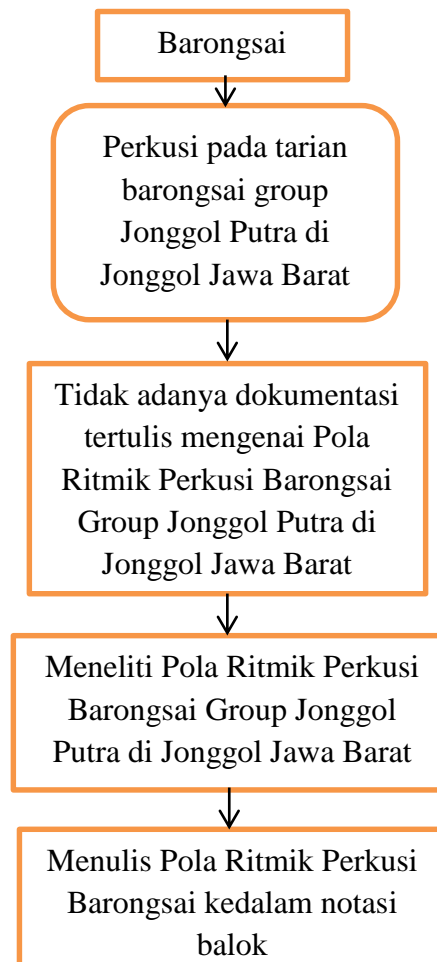 Barongsai
Perkusi pada tarian
barongsai group
Jonggol Putra di
Jonggol Jawa Barat
Tidak adanya dokumentasi
tertulis mengenai Pola
Ritmik Perkusi Barongsai
Group Jonggol Putra di
Jonggol Jawa Barat
Meneliti Pola Ritmik Perkusi
Barongsai Group Jonggol
Putra di Jonggol Jawa Barat
Menulis Pola Ritmik Perkusi
Barongsai kedalam notasi
balok